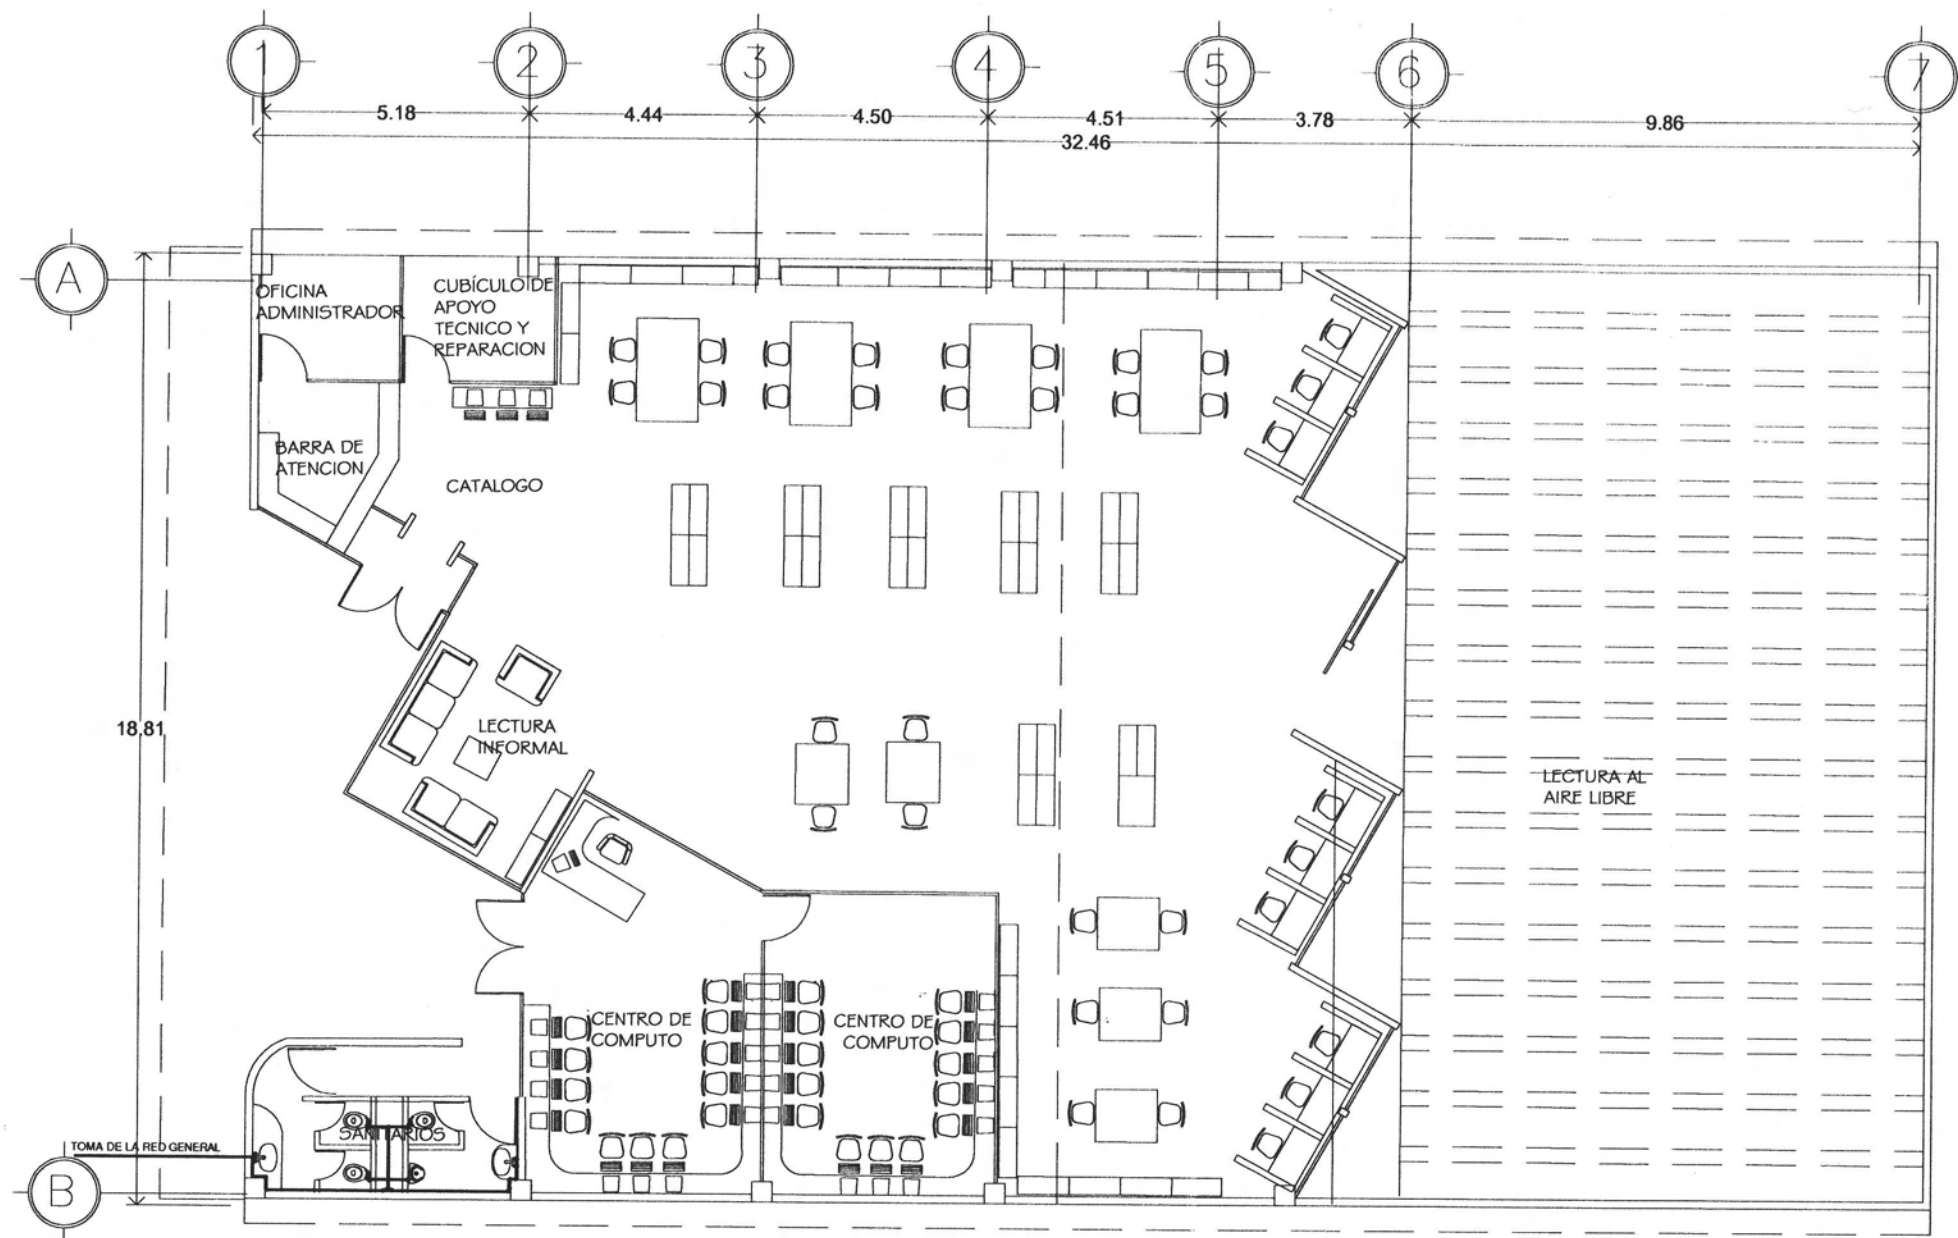 1 2 3 4 5 6 7
5.18 4.44 4.50 4.51 3.78 9.86
32.46
A
OFICINA
ADMINISTRADOR
CUBÍCULO DE
APOYO
TECNICO Y
REPARACION
BARRA DE
ATENCION
CATALOGO
18.81
LECTURA
INFORMAL
LECTURA AL
AIRE LIBRE
CENTRO DE
COMPUTO
CENTRO DE
COMPUTO
SANITARIOS
TOMA DE LA RED GENERAL
B